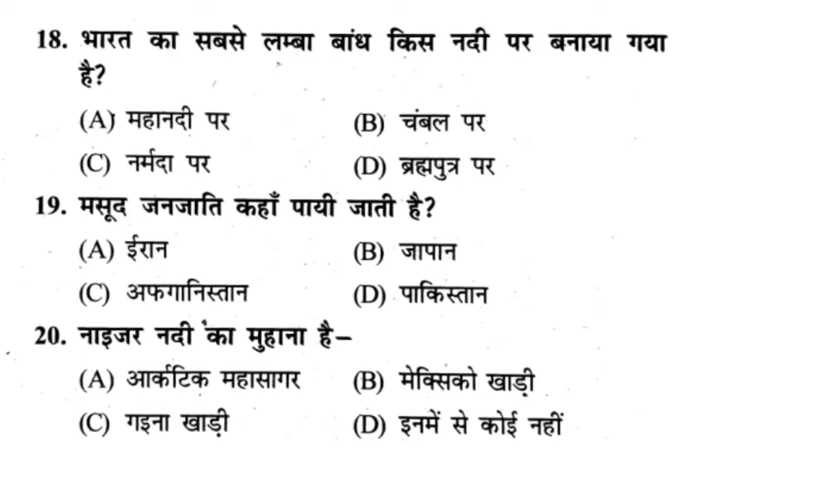 18. भारत का सबसे लम्बा बांध किस नदी पर बनाया गया
है?
(A) महानदी पर (B) चंबल पर
(C) नर्मदा पर (D) ब्रह्मपुत्र पर
19. मसूद जनजाति कहाँ पायी जाती है?
(A) ईरान (B) जापान
(C) अफगानिस्तान (D) पाकिस्तान
20. नाइजर नदी का मुहाना है–
(A) आर्कटिक महासागर (B) मेक्सिको खाड़ी
(C) गइना खाड़ी (D) इनमें से कोई नहीं